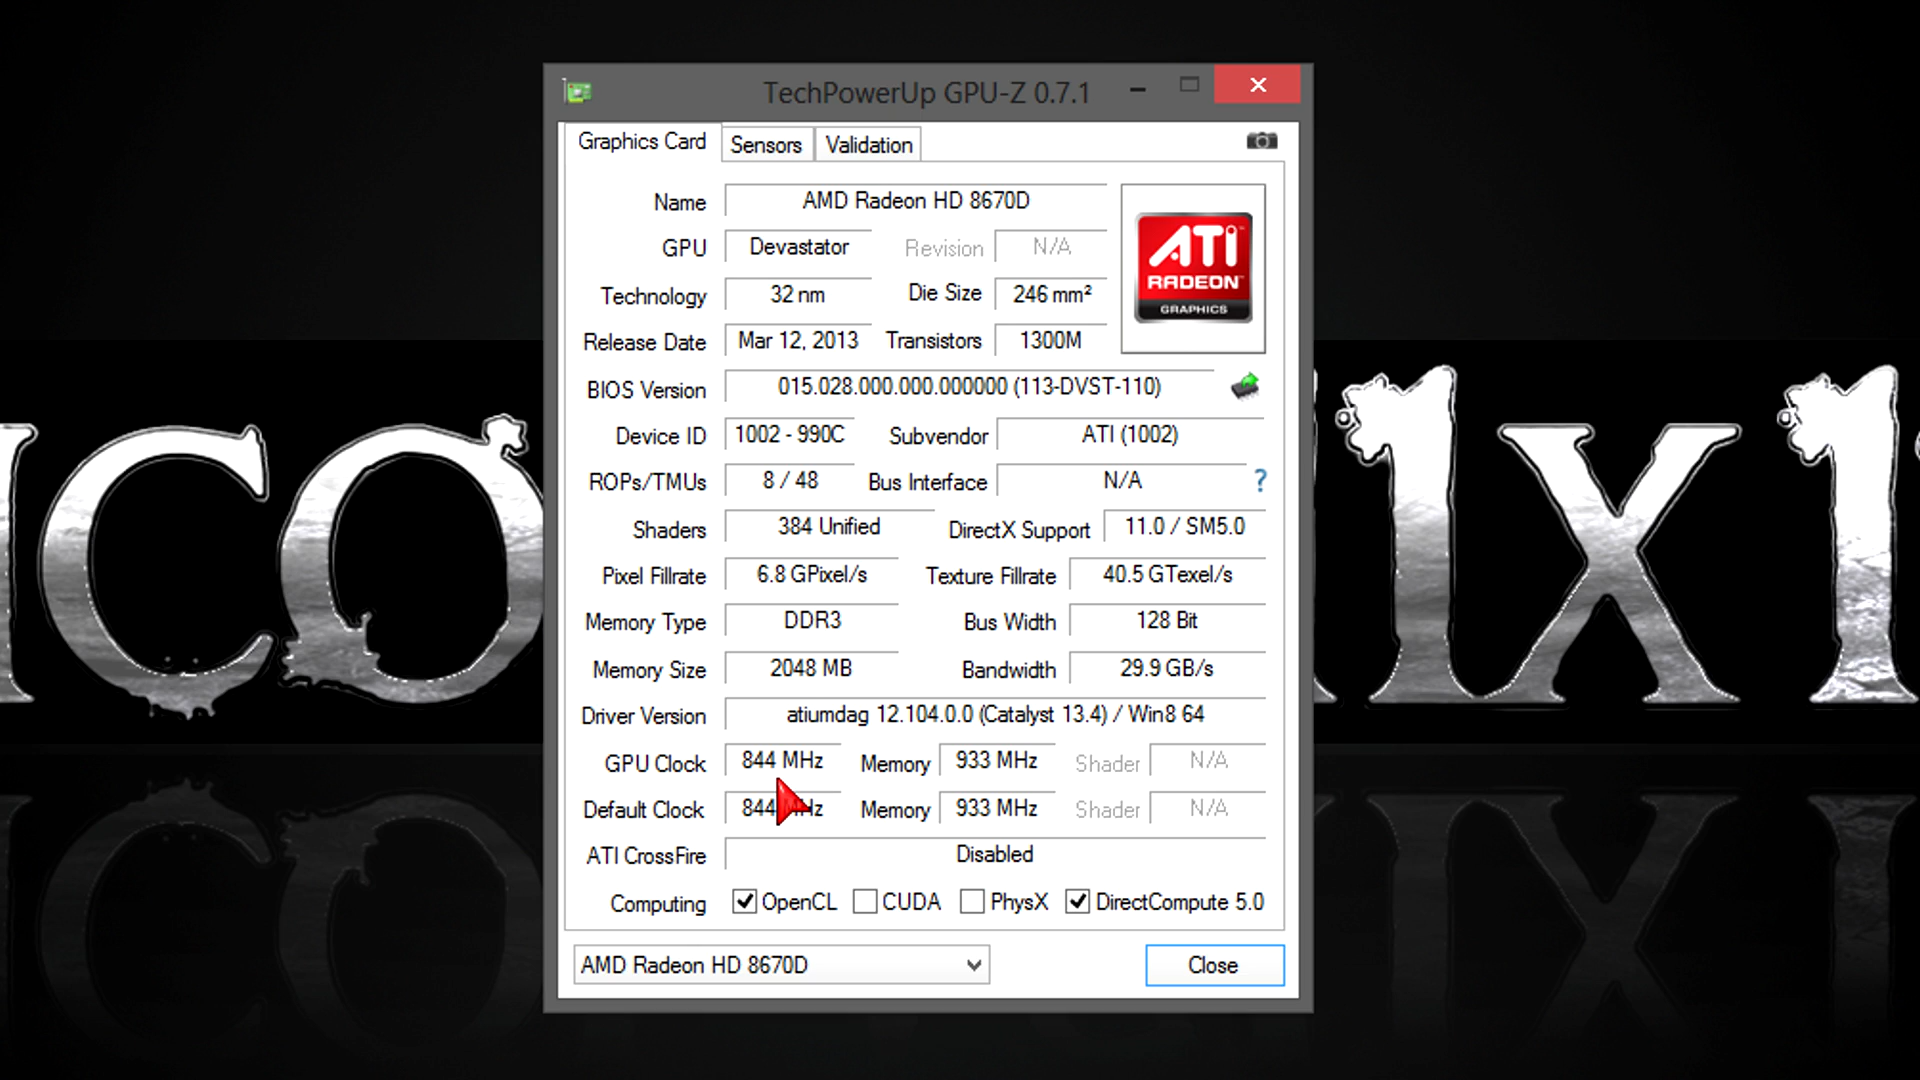 TechPowerUp GPU-Z 0.7.1
Graphics Card Sensors Validation
Name AMD Radeon HD 8670D
GPU Devastator Revision N/A
ATI
RADEON
GRAPHICS
Technology 32 nm Die Size 246 mm²
Release Date Mar 12, 2013 Transistors 1300M
BIOS Version 015.028.000.000.000000 (113-DVST-110)
Device ID 1002 - 990C Subvendor ATI (1002)
ROPs/TMUs 8 / 48 Bus Interface N/A ?
Shaders 384 Unified DirectX Support 11.0 / SM5.0
Pixel Fillrate 6.8 GPixel/s Texture Fillrate 40.5 GTexel/s
Memory Type DDR3 Bus Width 128 Bit
Memory Size 2048 MB Bandwidth 29.9 GB/s
Driver Version atiumdag 12.104.0.0 (Catalyst 13.4) / Win8 64
GPU Clock 844 MHz Memory 933 MHz Shader N/A
Default Clock 844 MHz Memory 933 MHz Shader N/A
ATI CrossFire Disabled
Computing OpenCL CUDA PhysX DirectCompute 5.0
AMD Radeon HD 8670D Close